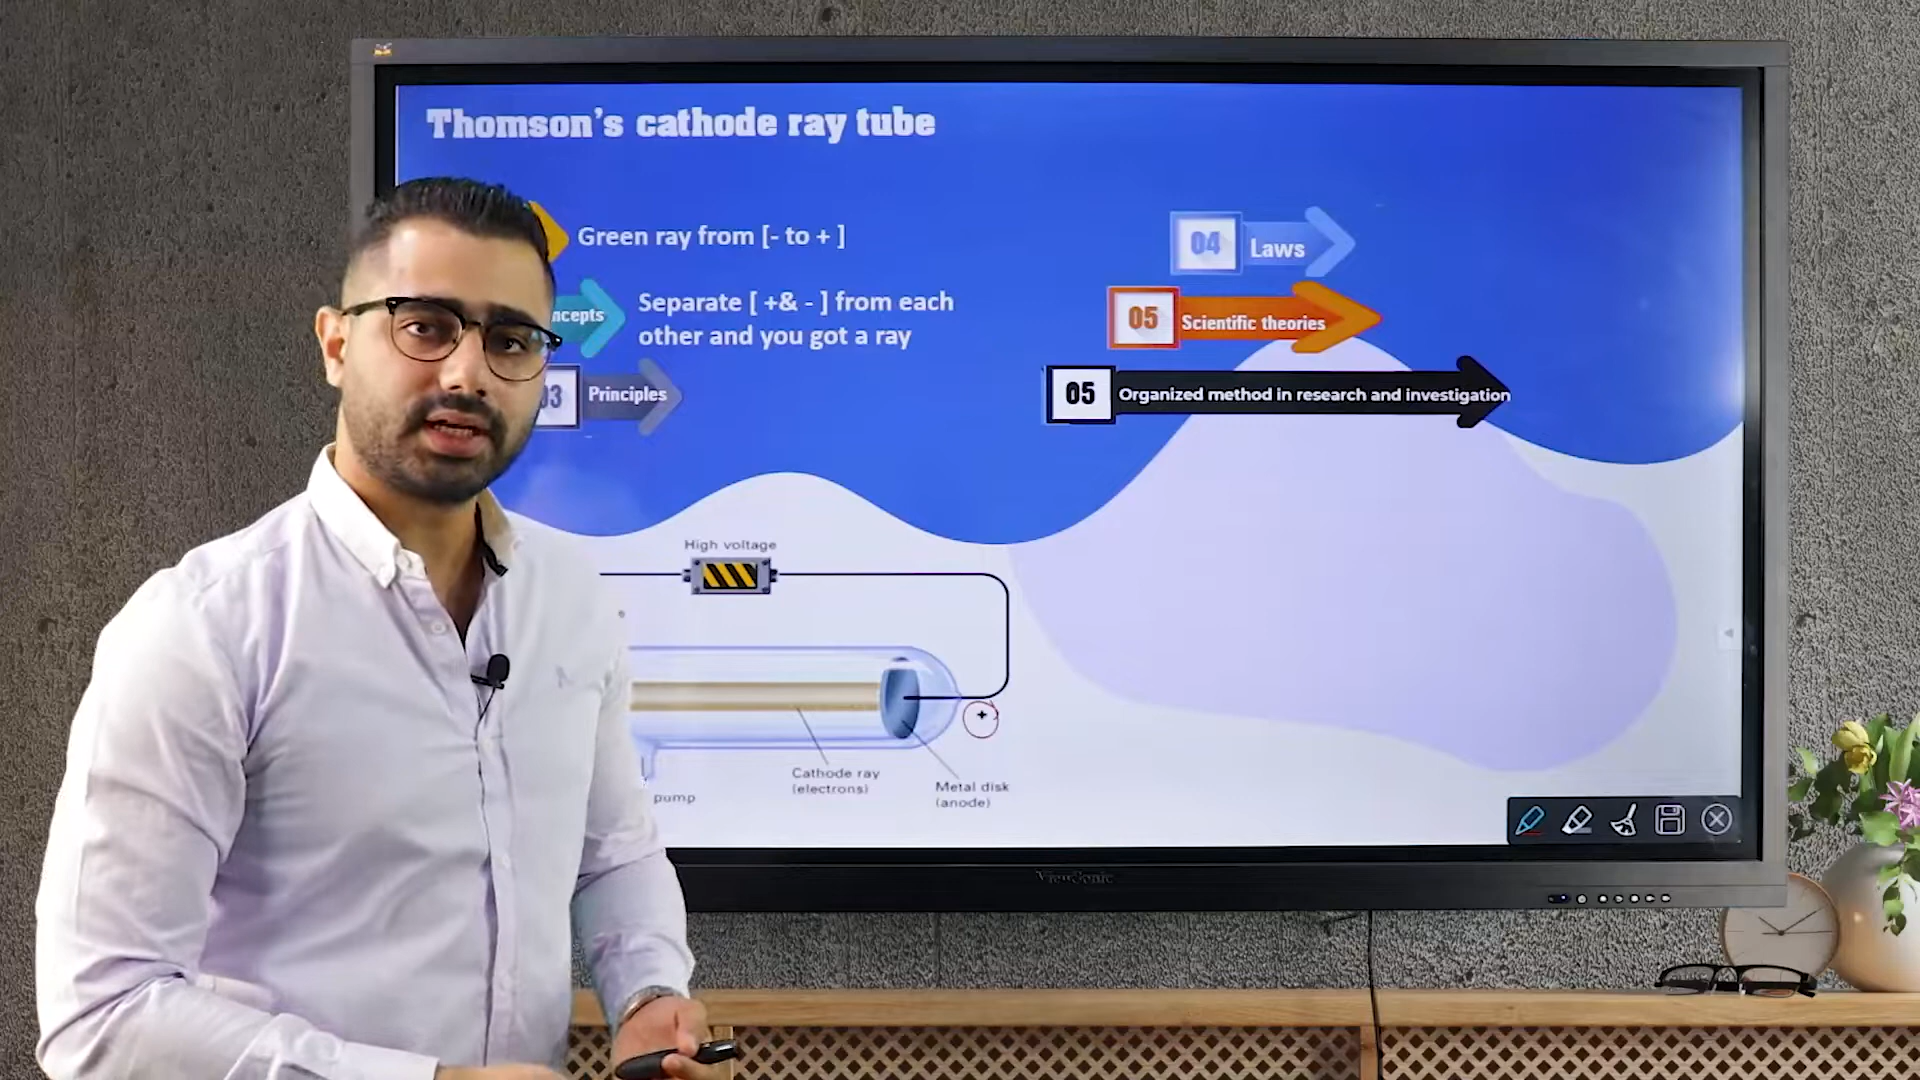 Thomson's cathode ray tube
Green ray from [- to + ]
ncepts
Separate [ +& - ] from each
other and you got a ray
03
Principles
04
Laws
05
Scientific theories
05
Organized method in research and investigation
High voltage
+
Cathode ray
(electrons)
Metal disk
(anode)
pump
ViewSonic